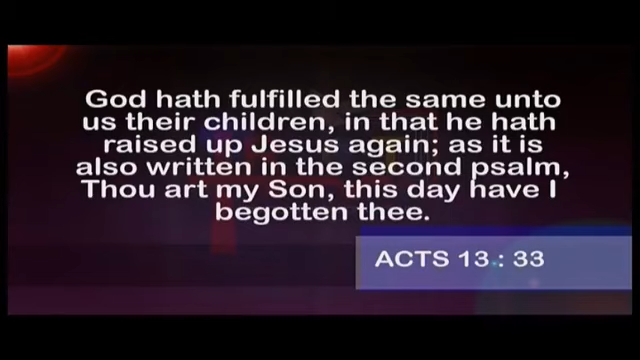 God hath fulfilled the same unto
us their children, in that he hath
raised up Jesus again; as it is
also written in the second psalm,
Thou art my Son, this day have I
begotten thee.
ACTS 13 : 33